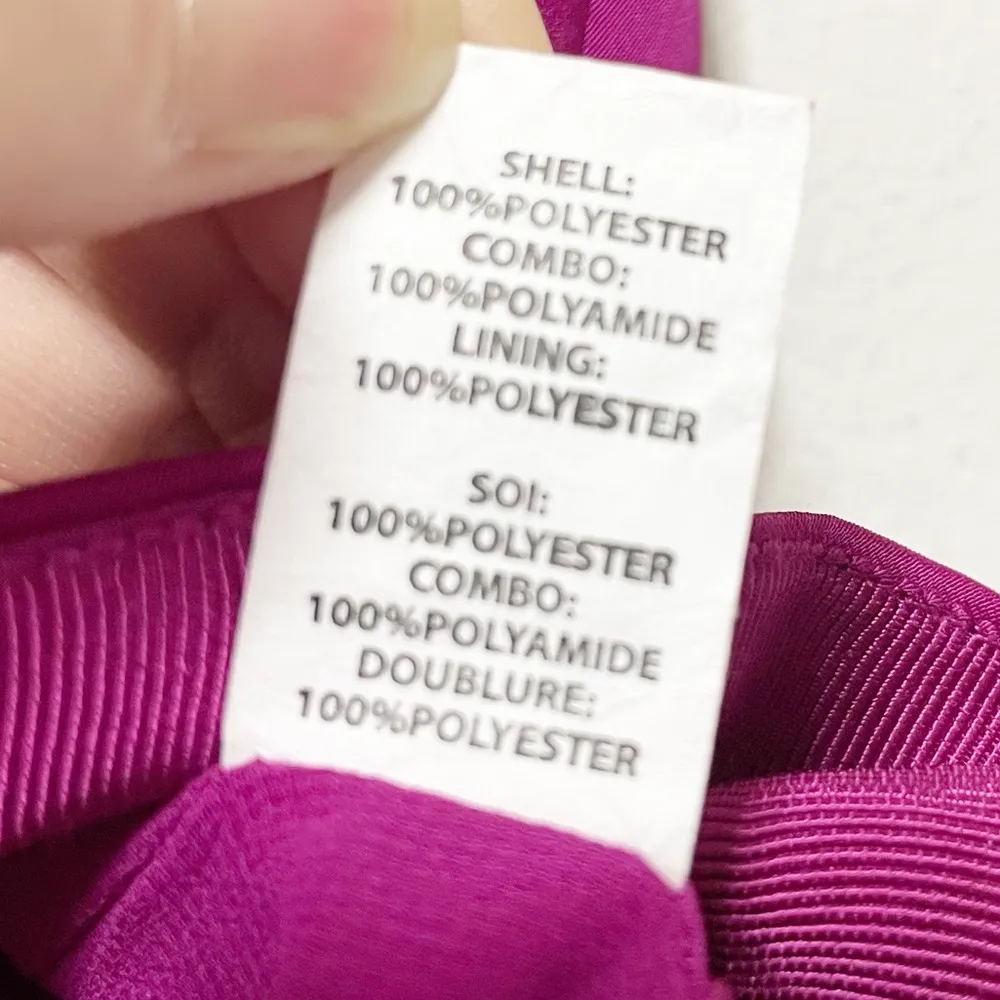 SHELL:
100%POLYESTER
COMBO:
100%POLYAMIDE
LINING:
100%POLYESTER
SOI:
100%POLYESTER
COMBO:
100%POLYAMIDE
DOUBLURE:
100%POLYESTER